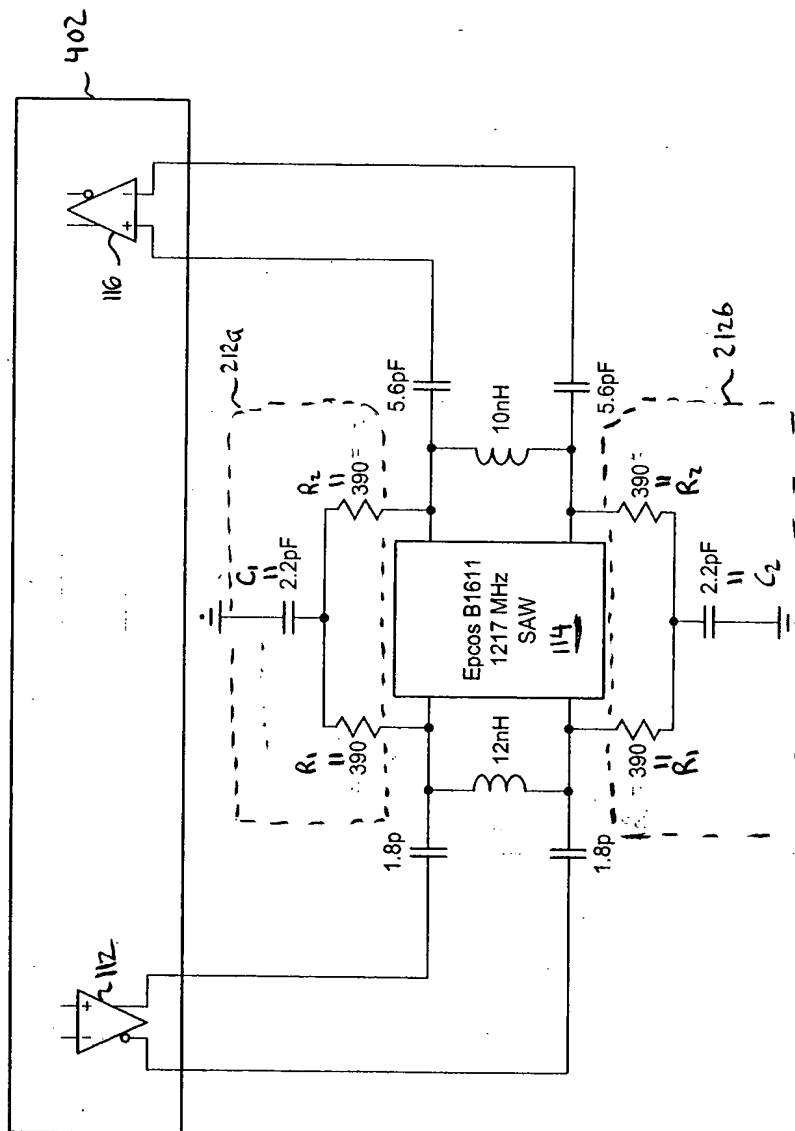 402
116
112
212a
C1
=
2.2pF
R1
=
390
R2
=
390
5.6pF
1.8p
12nH
Epcos B1611
1217 MHz
SAW
114
10nH
1.8p
5.6pF
390
=
R1
390
=
R2
2.2pF
=
C2
212b
+
-
-
+